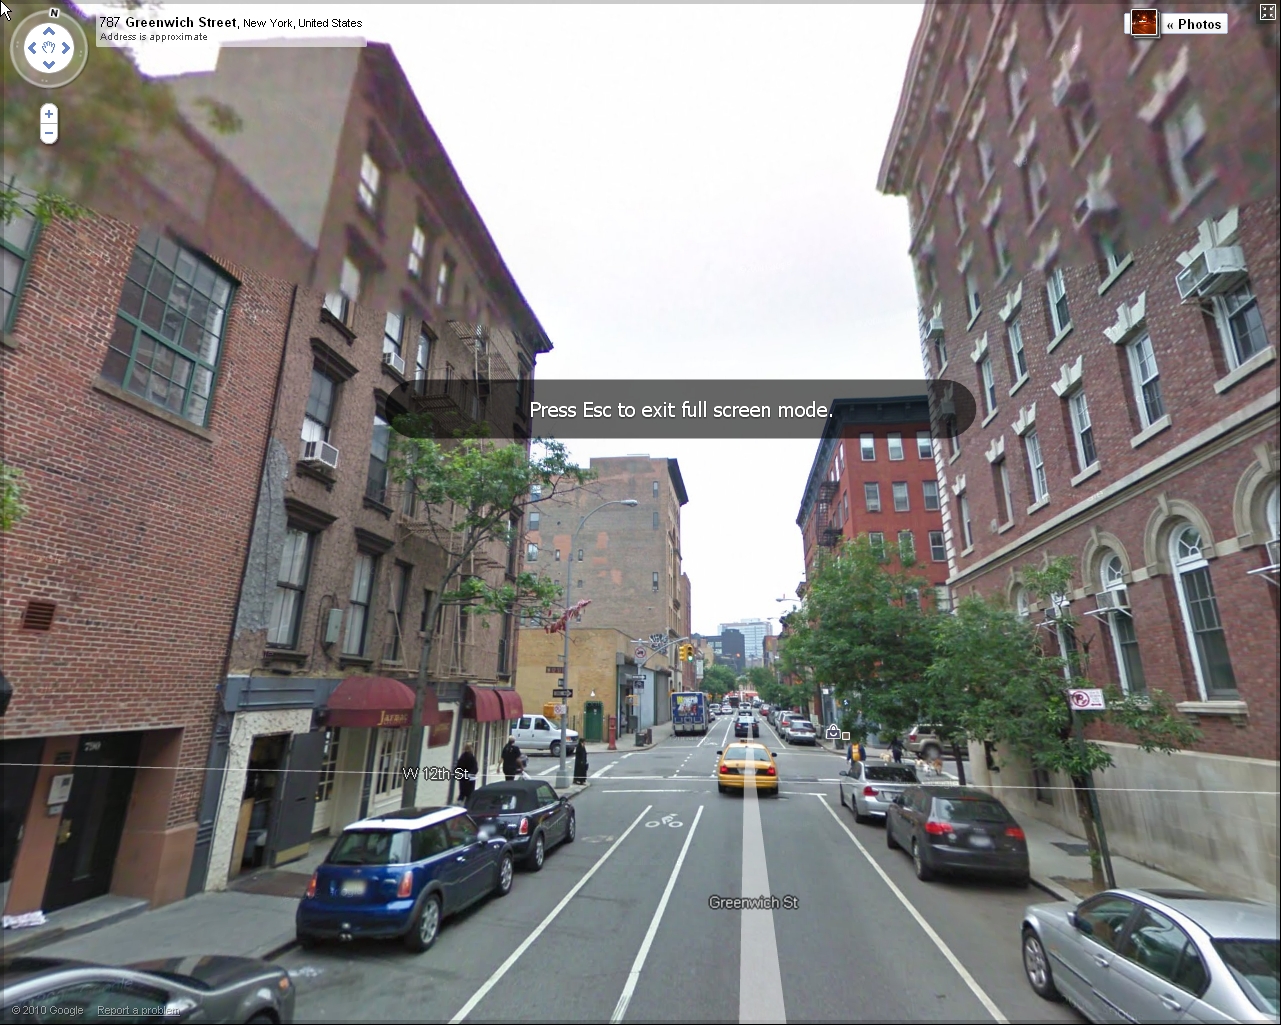 N
787 Greenwich Street, New York, United States
Address is approximate
« Photos
Press Esc to exit full screen mode.
790
W 12th St
Greenwich St
© 2010 Google Report a problem